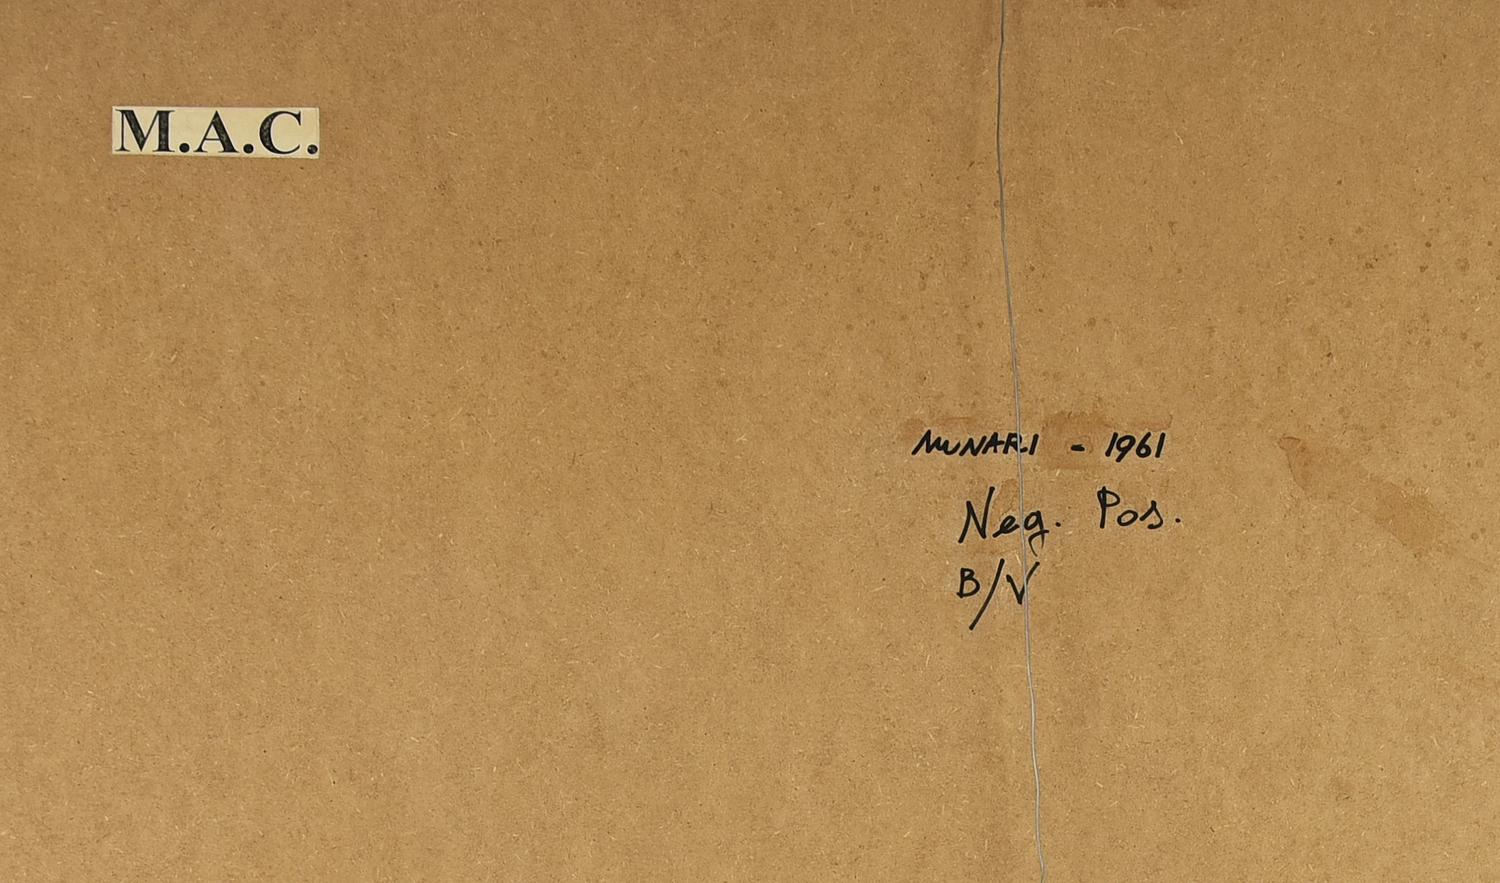 M.A.C.
MUNARI - 1961
Neg. Pos.
B/V